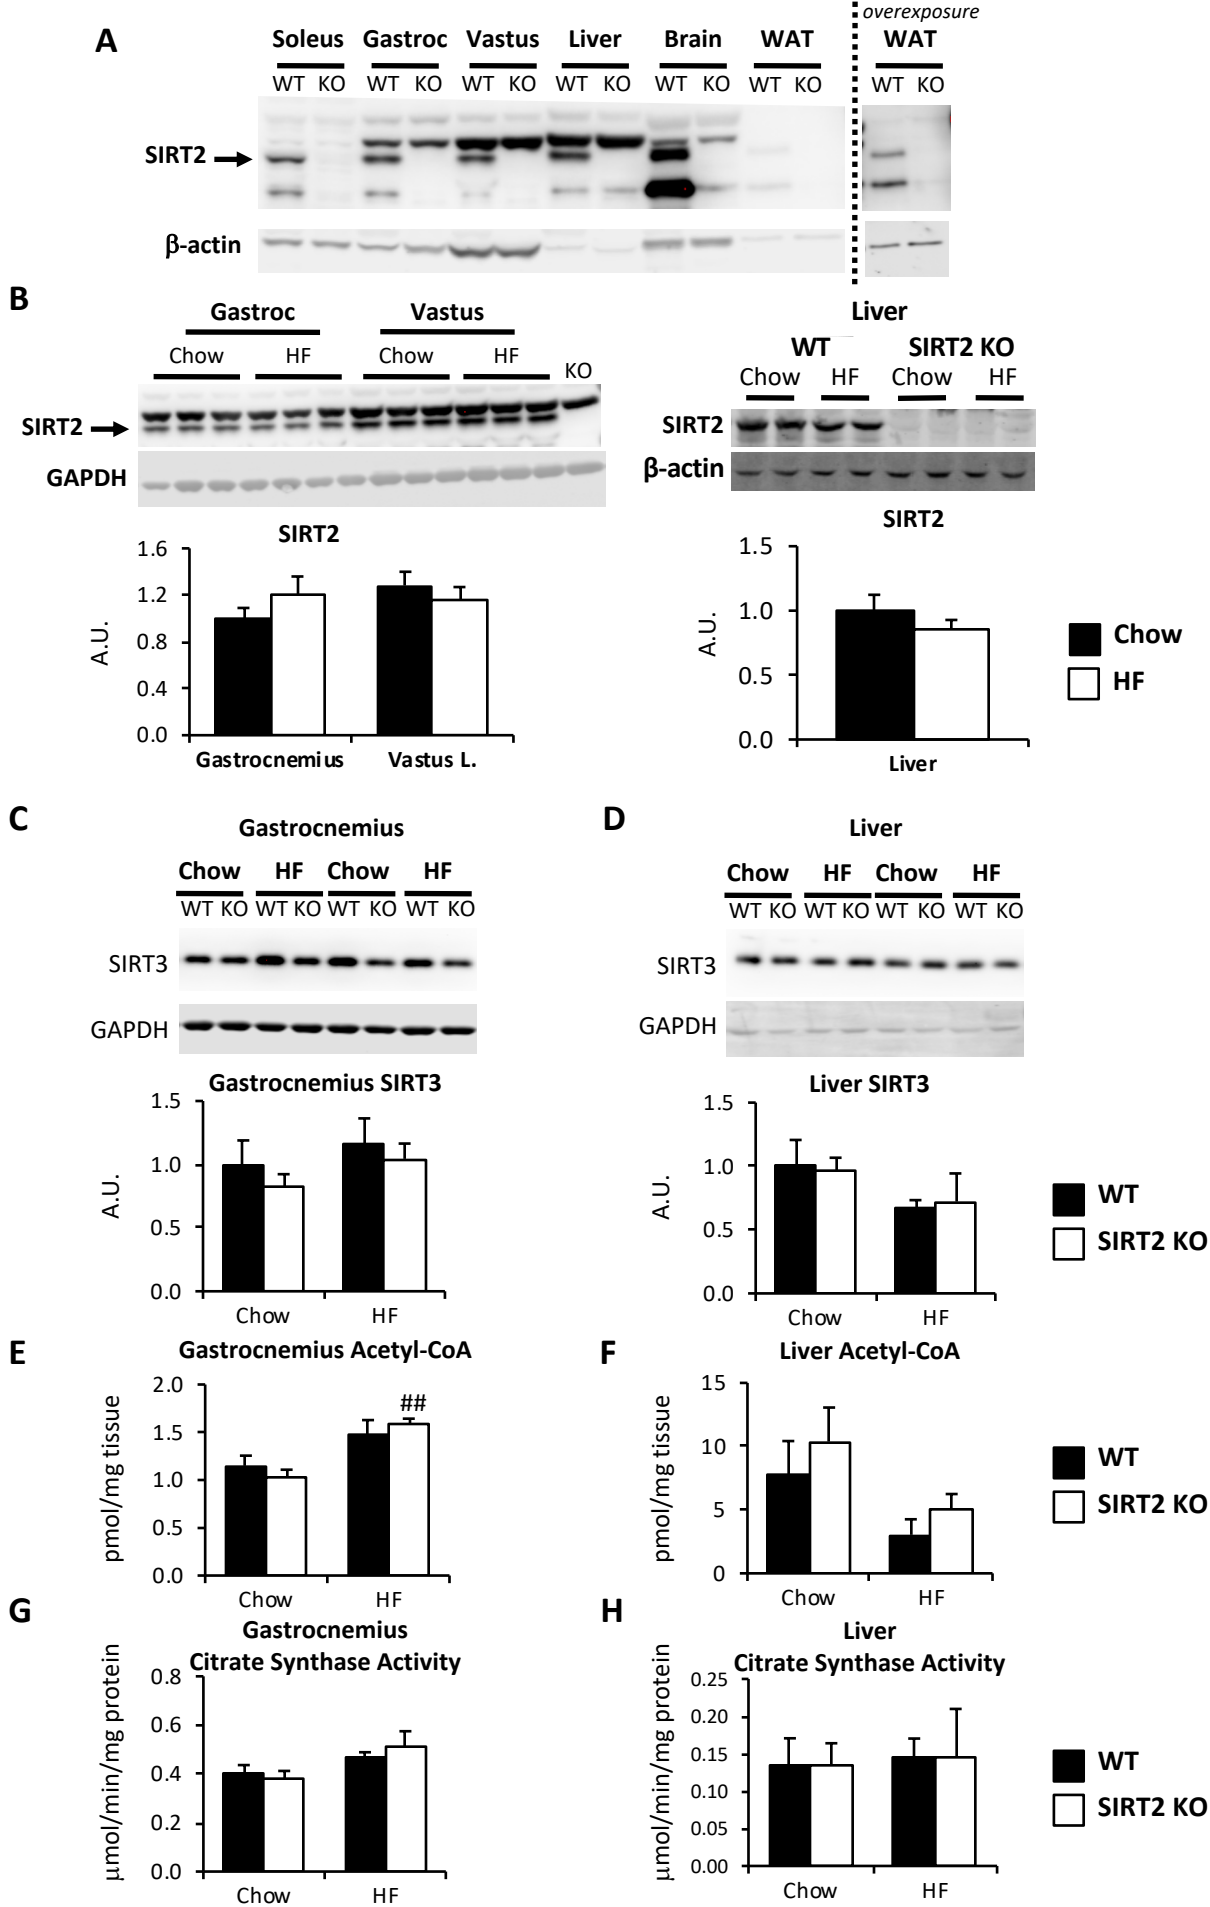 overexposure
A
Soleus Gastroc Vastus Liver Brain WAT WAT
WT KO WT KO WT KO WT KO WT KO WT KO WT KO
SIRT2
β-actin
B
Gastroc Vastus
Chow HF Chow HF KO
SIRT2
GAPDH
Liver
WT SIRT2 KO
Chow HF Chow HF
SIRT2
β-actin
SIRT2
1.6
1.2
0.8
0.4
0.0
A.U.
Gastrocnemius Vastus L.
SIRT2
1.5
1.0
0.5
0.0
A.U.
Liver
Chow
HF
C
Gastrocnemius
Chow HF Chow HF
WT KO WT KO WT KO WT KO
SIRT3
GAPDH
Gastrocnemius SIRT3
1.5
1.0
0.5
0.0
A.U.
Chow HF
D
Liver
Chow HF Chow HF
WT KO WT KO WT KO WT KO
SIRT3
GAPDH
Liver SIRT3
1.5
1.0
0.5
0.0
A.U.
Chow HF
WT
SIRT2 KO
E
Gastrocnemius Acetyl-CoA
2.0
1.5
1.0
0.5
0.0
pmol/mg tissue
##
Chow HF
F
Liver Acetyl-CoA
15
10
5
0
pmol/mg tissue
Chow HF
WT
SIRT2 KO
G
Gastrocnemius
Citrate Synthase Activity
0.8
0.6
0.4
0.2
0.0
μmol/min/mg protein
Chow HF
H
Liver
Citrate Synthase Activity
0.25
0.20
0.15
0.10
0.05
0.00
μmol/min/mg protein
Chow HF
WT
SIRT2 KO